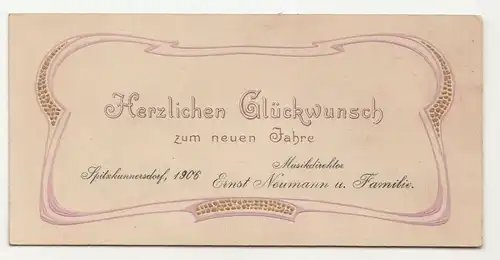 Herzlichen Glückwunsch
zum neuen Jahre
Musikdirektor
Spitzkunnersdorf, 1906
Ernst Neumann u. Familie.